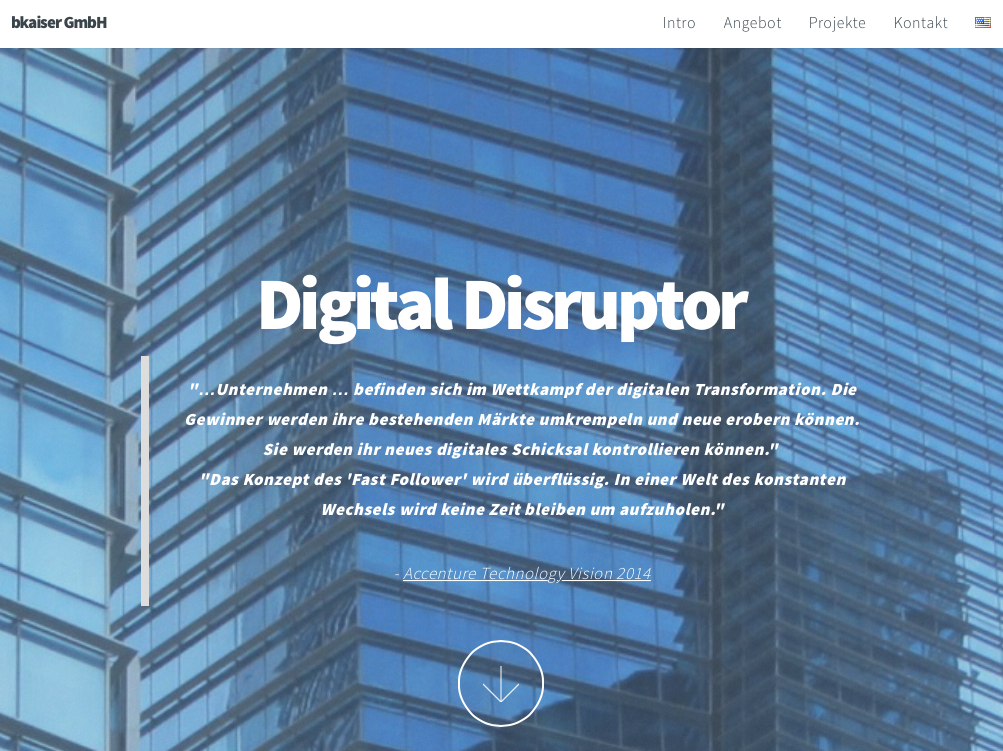 bkaiser GmbH
Intro Angebot Projekte Kontakt
Digital Disruptor
"...Unternehmen ... befinden sich im Wettkampf der digitalen Transformation. Die
Gewinner werden ihre bestehenden Märkte umkrempeln und neue erobern können.
Sie werden ihr neues digitales Schicksal kontrollieren können."
"Das Konzept des 'Fast Follower' wird überflüssig. In einer Welt des konstanten
Wechsels wird keine Zeit bleiben um aufzuholen."
- Accenture Technology Vision 2014